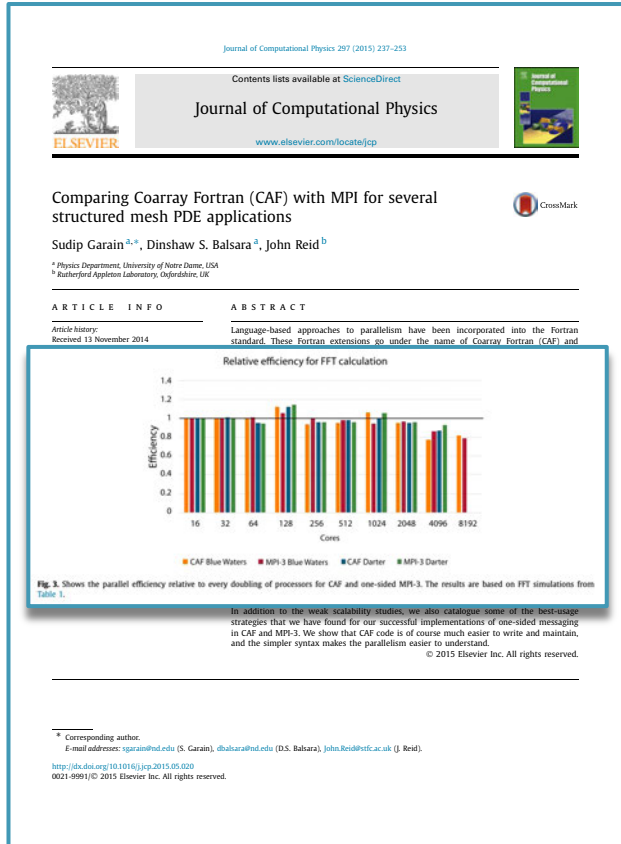 Journal of Computational Physics 297 (2015) 237–253
Contents lists available at ScienceDirect
Journal of Computational Physics
www.elsevier.com/locate/jcp
ELSEVIER
Journal of
Computational
Physics
Comparing Coarray Fortran (CAF) with MPI for several
structured mesh PDE applications
CrossMark
Sudip Garain a,*, Dinshaw S. Balsara a, John Reid b
a Physics Department, University of Notre Dame, USA
b Rutherford Appleton Laboratory, Oxfordshire, UK
ARTICLE INFO
ABSTRACT
Article history:
Received 13 November 2014
Language-based approaches to parallelism have been incorporated into the Fortran
standard. These Fortran extensions go under the name of Coarray Fortran (CAF) and
Relative efficiency for FFT calculation
1.4
1.2
1
0.8
0.6
0.4
0.2
0
Efficiency
16 32 64 128 256 512 1024 2048 4096 8192
Cores
CAF Blue Waters MPI-3 Blue Waters CAF Darter MPI-3 Darter
Fig. 3. Shows the parallel efficiency relative to every doubling of processors for CAF and one-sided MPI-3. The results are based on FFT simulations from
Table 1.
In addition to the weak scalability studies, we also catalogue some of the best-usage
strategies that we have found for our successful implementations of one-sided messaging
in CAF and MPI-3. We show that CAF code is of course much easier to write and maintain,
and the simpler syntax makes the parallelism easier to understand.
© 2015 Elsevier Inc. All rights reserved.
* Corresponding author.
E-mail addresses: sgarain@nd.edu (S. Garain), dbalsara@nd.edu (D.S. Balsara), John.Reid@stfc.ac.uk (J. Reid).
http://dx.doi.org/10.1016/j.jcp.2015.05.020
0021-9991/© 2015 Elsevier Inc. All rights reserved.